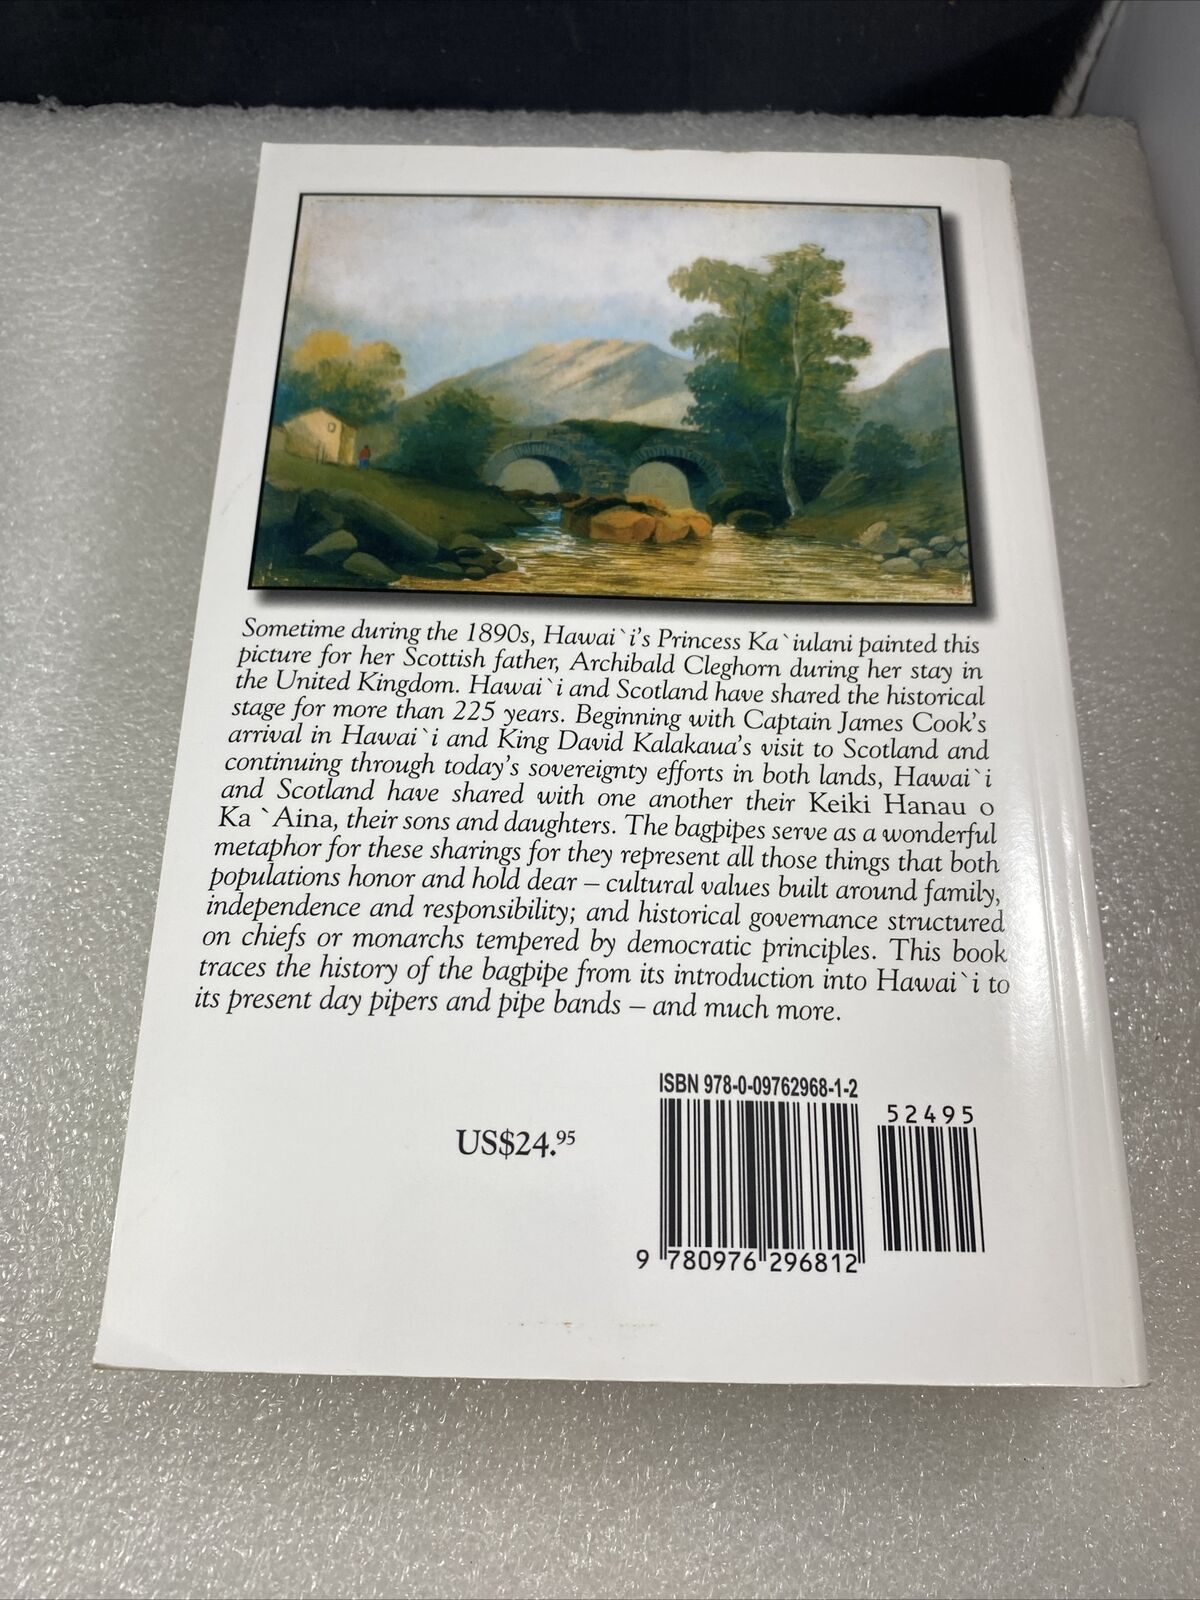 Sometime during the 1890s, Hawai`i's Princess Ka`iulani painted this
picture for her Scottish father, Archibald Cleghorn during her stay in
the United Kingdom. Hawai`i and Scotland have shared the historical
stage for more than 225 years. Beginning with Captain James Cook's
arrival in Hawai`i and King David Kalakaua's visit to Scotland and
continuing through today's sovereignty efforts in both lands, Hawai`i
and Scotland have shared with one another their Keiki Hanau o
Ka `Aina, their sons and daughters. The bagpipes serve as a wonderful
metaphor for these sharings for they represent all those things that both
populations honor and hold dear – cultural values built around family,
independence and responsibility; and historical governance structured
on chiefs or monarchs tempered by democratic principles. This book
traces the history of the bagpipe from its introduction into Hawai`i to
its present day pipers and pipe bands – and much more.
ISBN 978-0-09762968-1-2
52495
US$24.95
9 780976 296812